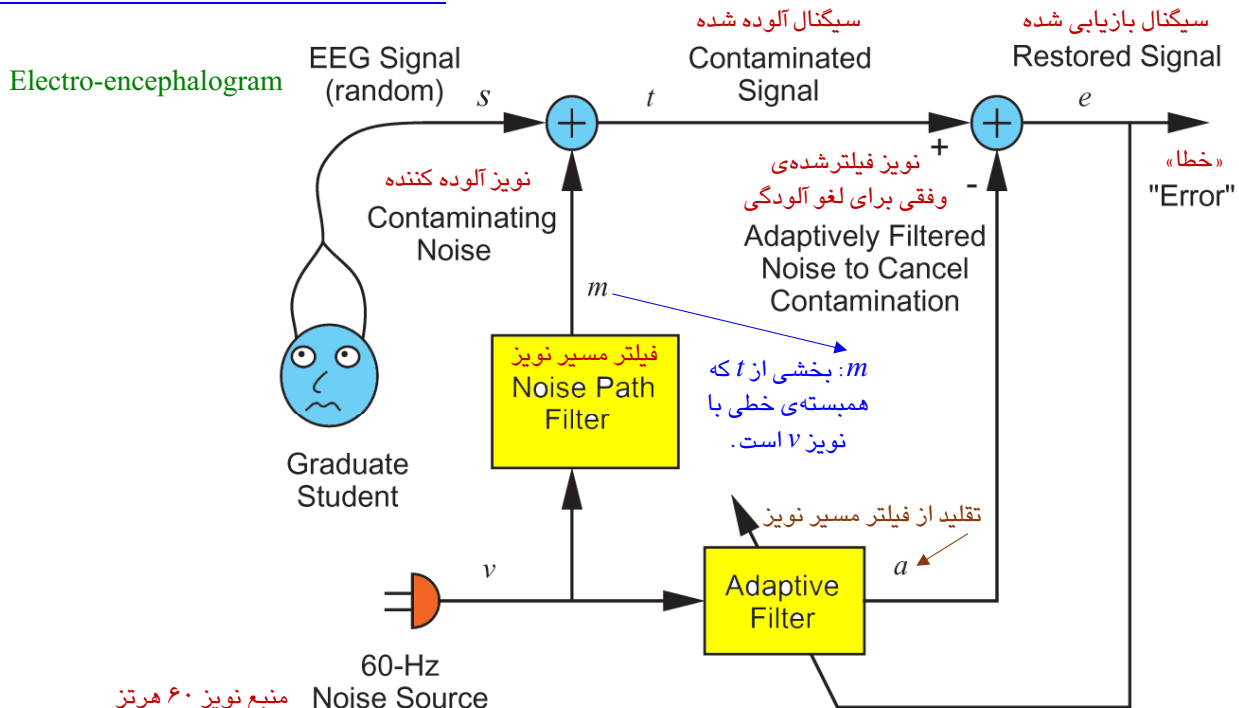 سیگنال آلوده شده
سیگنال بازیابی شده
EEG Signal
(random)
Contaminated
Signal
Restored Signal
Electro-encephalogram
s
t
e
+
+
+
-
نویز آلوده کننده
Contaminating
Noise
نویز فیلترشده‌ی
وفقی برای لغو آلودگی
Adaptively Filtered
Noise to Cancel
Contamination
«خطا»
"Error"
m
فیلتر مسیر نویز
Noise Path
Filter
m: بخشی از t که
همبسته‌ی خطی با
نویز v است.
Graduate
Student
تقلید از فیلتر مسیر نویز
v
a
Adaptive
Filter
60-Hz
Noise Source
منبع نویز ۶۰ هرتز